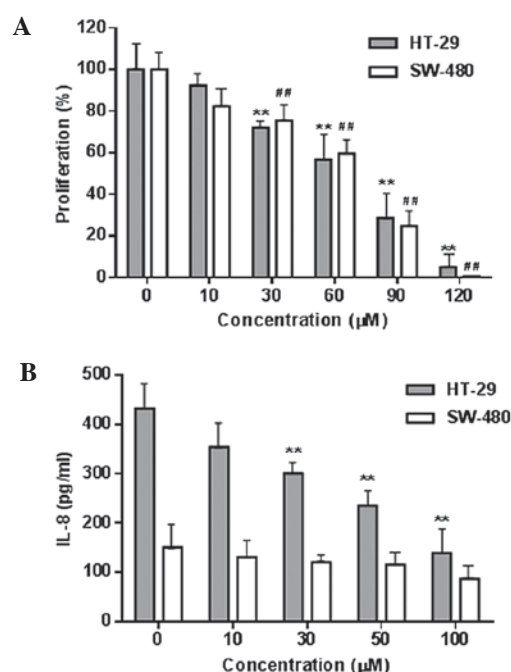 A
120
100
80
60
40
20
0
Proliferation (%)
HT-29
SW-480
**
##
**
##
**
##
**
##
0 10 30 60 90 120
Concentration (μM)
B
500
400
300
200
100
0
IL-8 (pg/ml)
HT-29
SW-480
**
**
**
0 10 30 50 100
Concentration (μM)